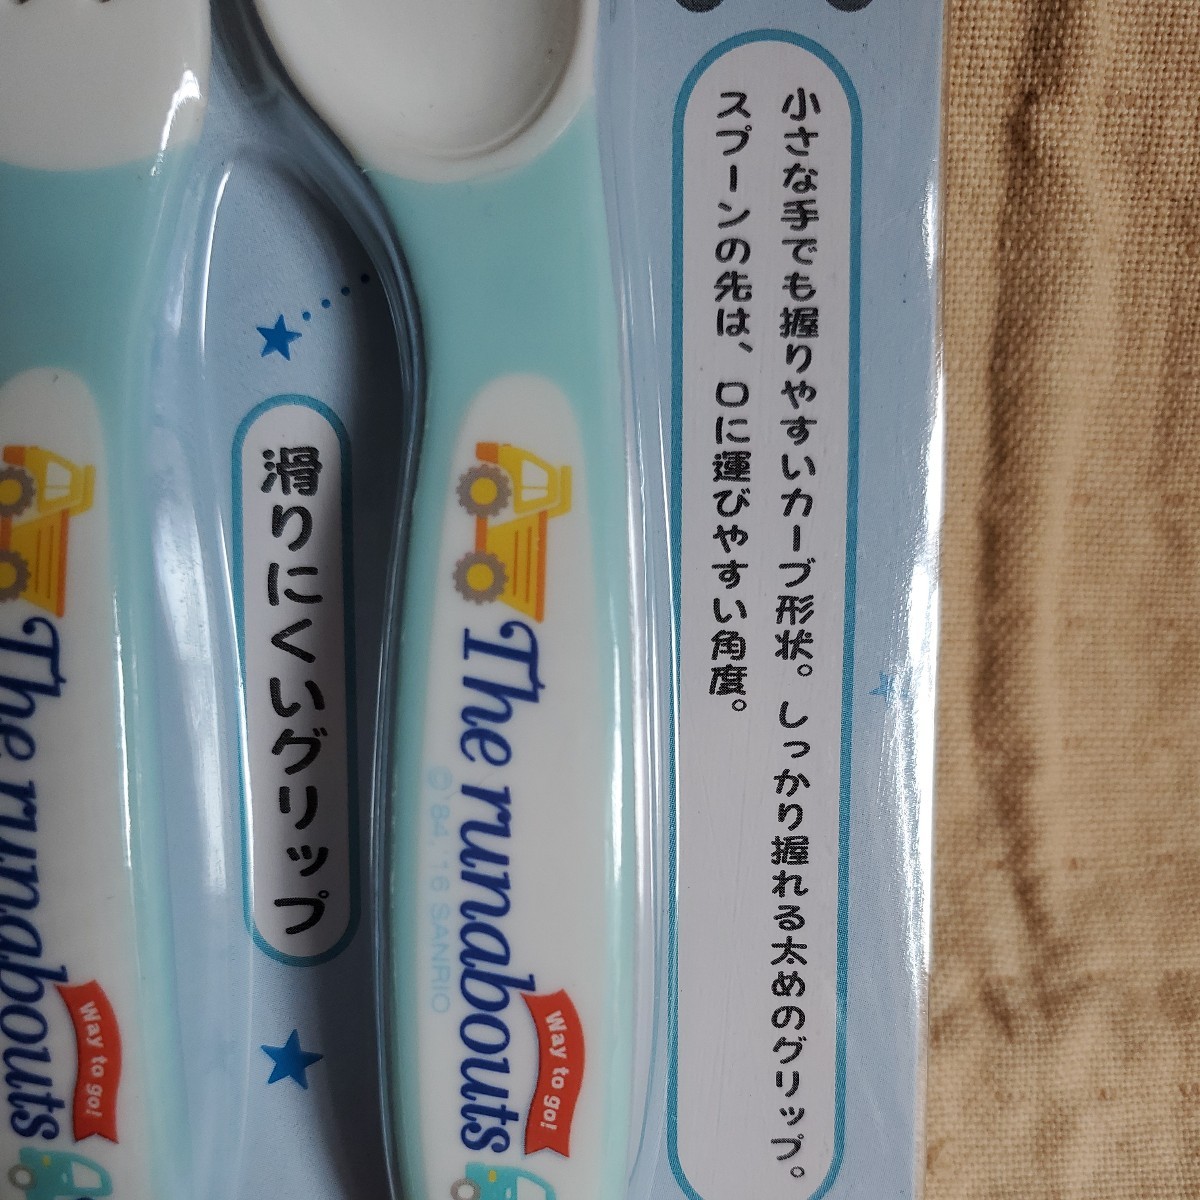 小さな手でも握りやすいカーブ形状。しっかり握れる太めのグリップ。
スプーンの先は、口に運びやすい角度。
滑りにくいグリップ
The runabouts
Way to go!
© '84, '16 SANRIO
The runabouts
Way to go!